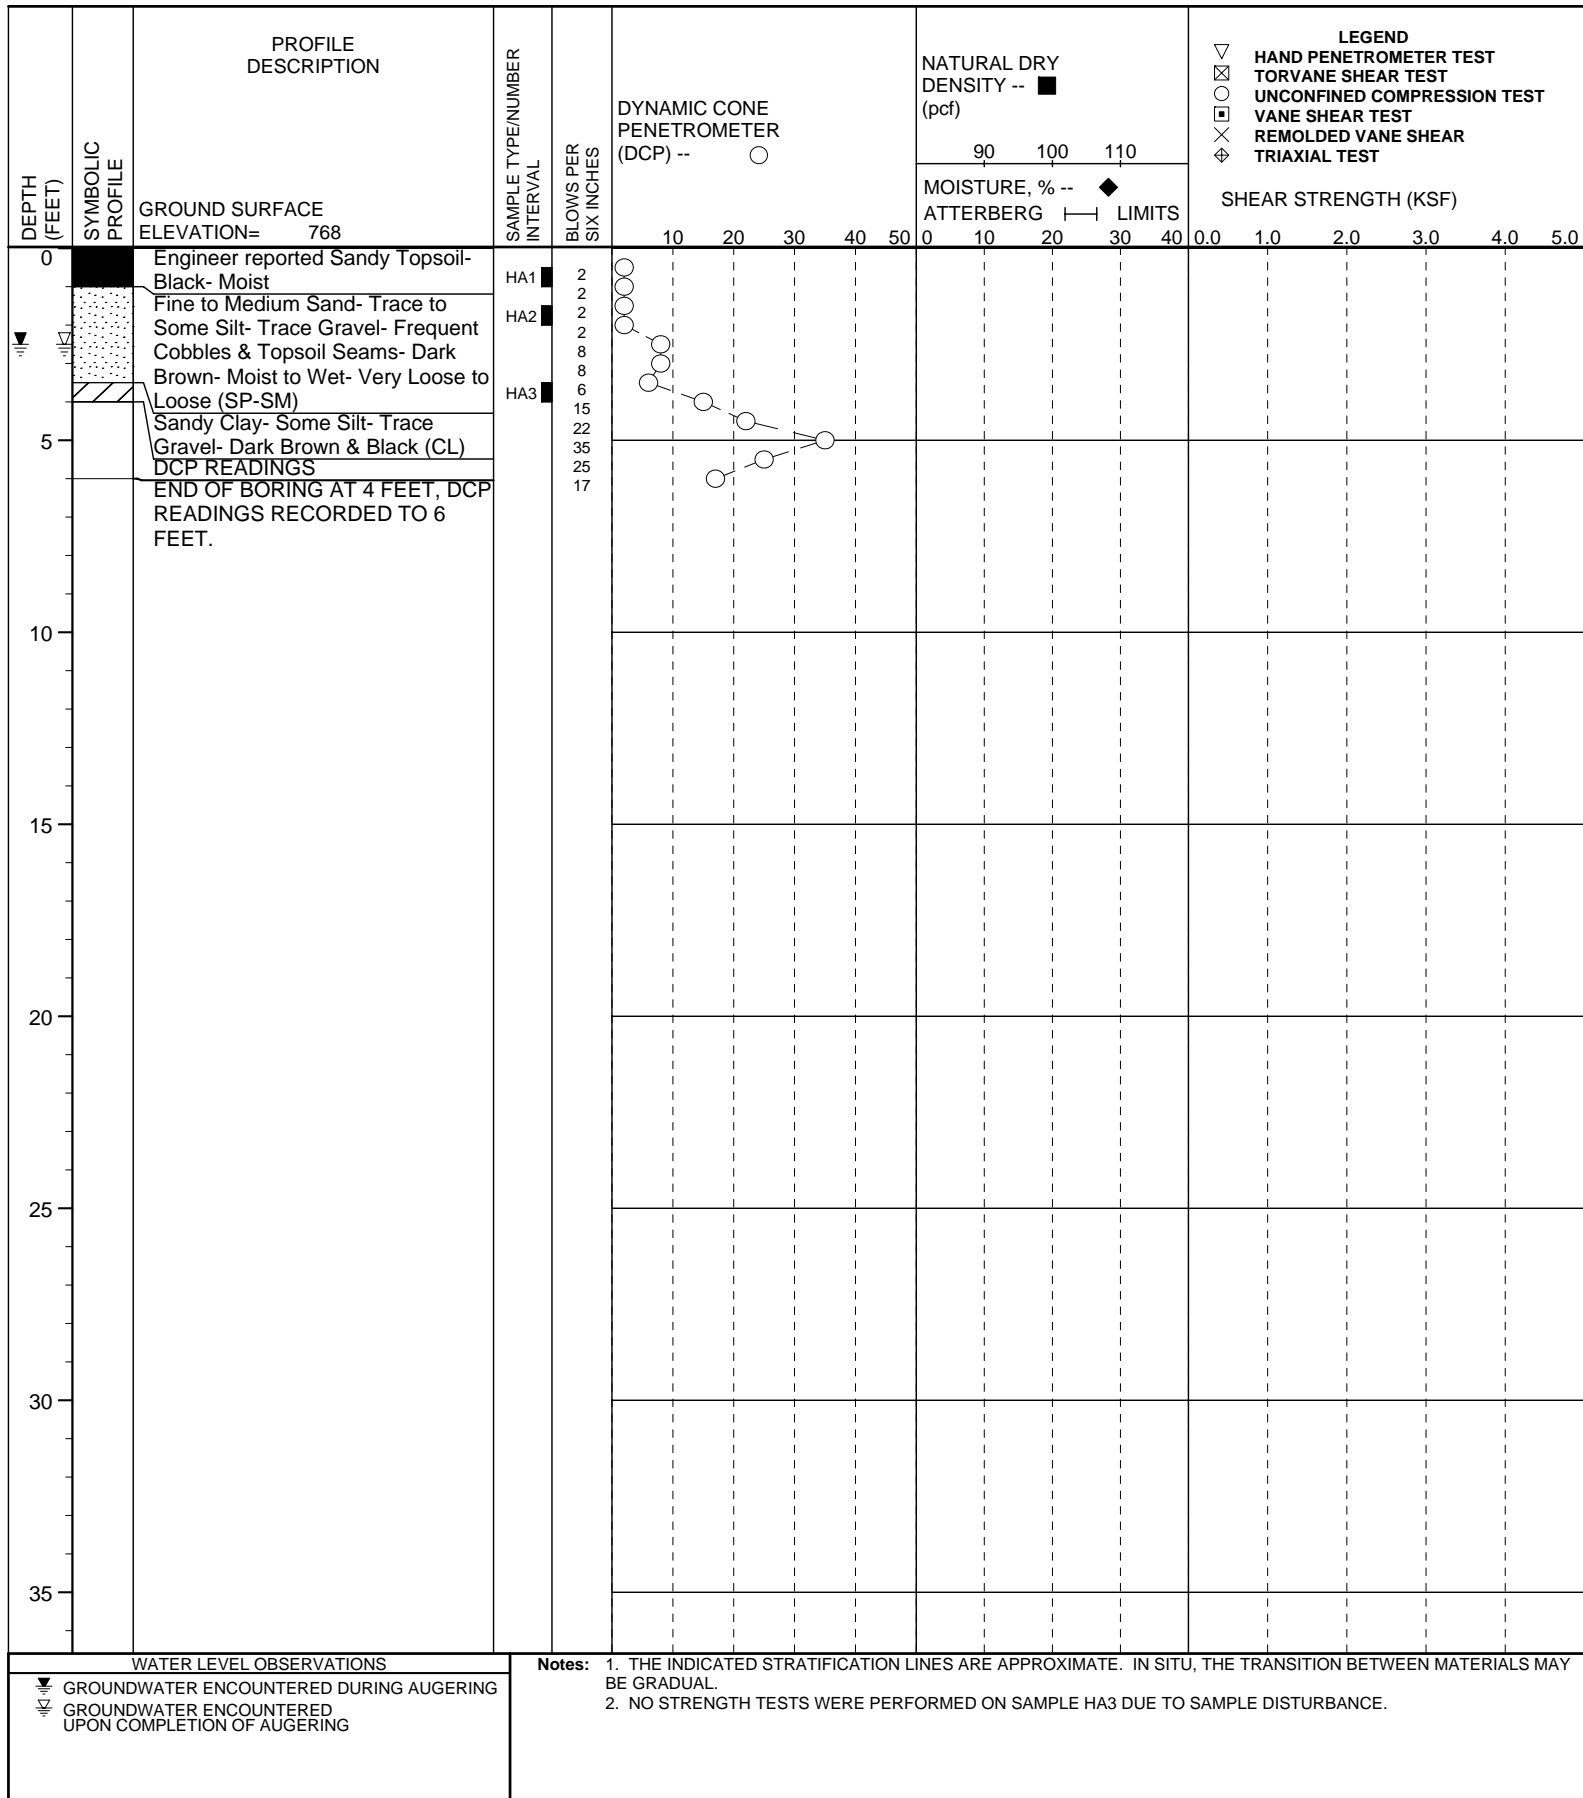 PROFILE
DESCRIPTION
DEPTH
(FEET)
SYMBOLIC
PROFILE
GROUND SURFACE
ELEVATION= 768
SAMPLE TYPE/NUMBER
INTERVAL
BLOWS PER
SIX INCHES
DYNAMIC CONE
PENETROMETER
(DCP) --
10 20 30 40 50
NATURAL DRY
DENSITY --
(pcf)
90 100 110
MOISTURE, % --
ATTERBERG LIMITS
0 10 20 30 40
LEGEND
HAND PENETROMETER TEST
TORVANE SHEAR TEST
UNCONFINED COMPRESSION TEST
VANE SHEAR TEST
REMOLDED VANE SHEAR
TRIAXIAL TEST
SHEAR STRENGTH (KSF)
0.0 1.0 2.0 3.0 4.0 5.0
0
5
10
15
20
25
30
35
Engineer reported Sandy Topsoil-
Black- Moist
Fine to Medium Sand- Trace to
Some Silt- Trace Gravel- Frequent
Cobbles & Topsoil Seams- Dark
Brown- Moist to Wet- Very Loose to
Loose (SP-SM)
Sandy Clay- Some Silt- Trace
Gravel- Dark Brown & Black (CL)
DCP READINGS
END OF BORING AT 4 FEET, DCP
READINGS RECORDED TO 6
FEET.
HA1
HA2
HA3
2
2
2
2
8
8
6
15
22
35
25
17
WATER LEVEL OBSERVATIONS
GROUNDWATER ENCOUNTERED DURING AUGERING
GROUNDWATER ENCOUNTERED
UPON COMPLETION OF AUGERING
Notes: 1. THE INDICATED STRATIFICATION LINES ARE APPROXIMATE. IN SITU, THE TRANSITION BETWEEN MATERIALS MAY
BE GRADUAL.
2. NO STRENGTH TESTS WERE PERFORMED ON SAMPLE HA3 DUE TO SAMPLE DISTURBANCE.